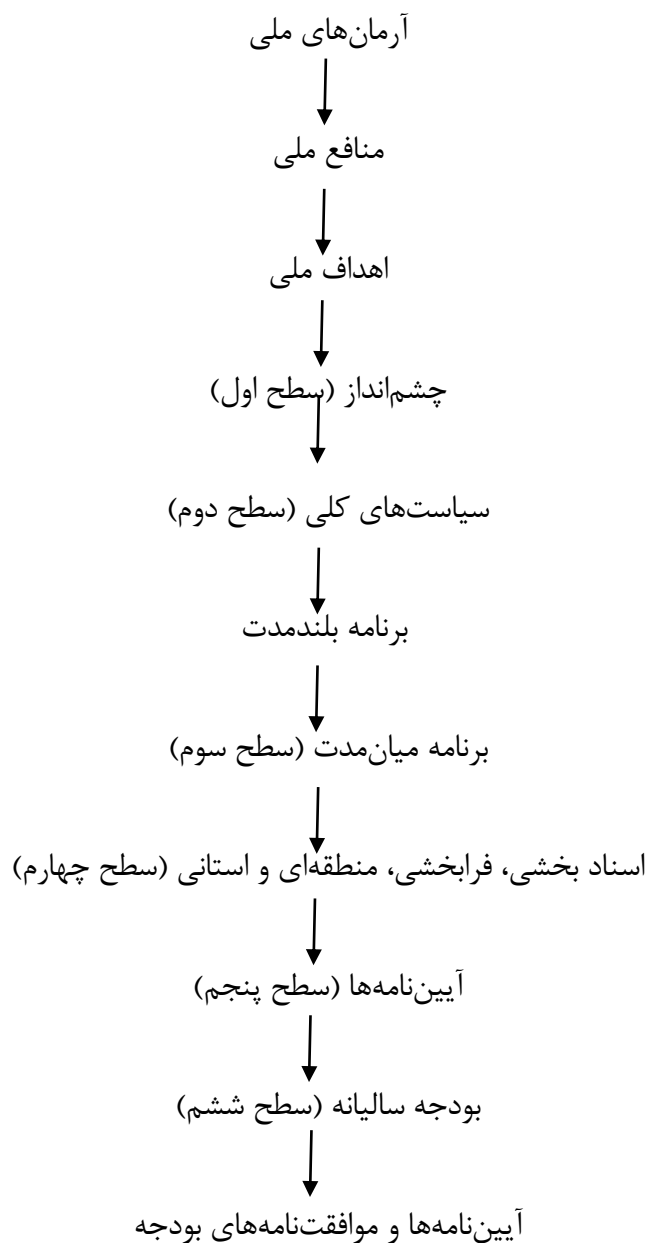 آرمان‌های ملی
منافع ملی
اهداف ملی
چشم‌انداز (سطح اول)
سیاست‌های کلی (سطح دوم)
برنامه بلندمدت
برنامه میان‌مدت (سطح سوم)
اسناد بخشی، فرابخشی، منطقه‌ای و استانی (سطح چهارم)
آیین‌نامه‌ها (سطح پنجم)
بودجه سالیانه (سطح ششم)
آیین‌نامه‌ها و موافقت‌نامه‌های بودجه